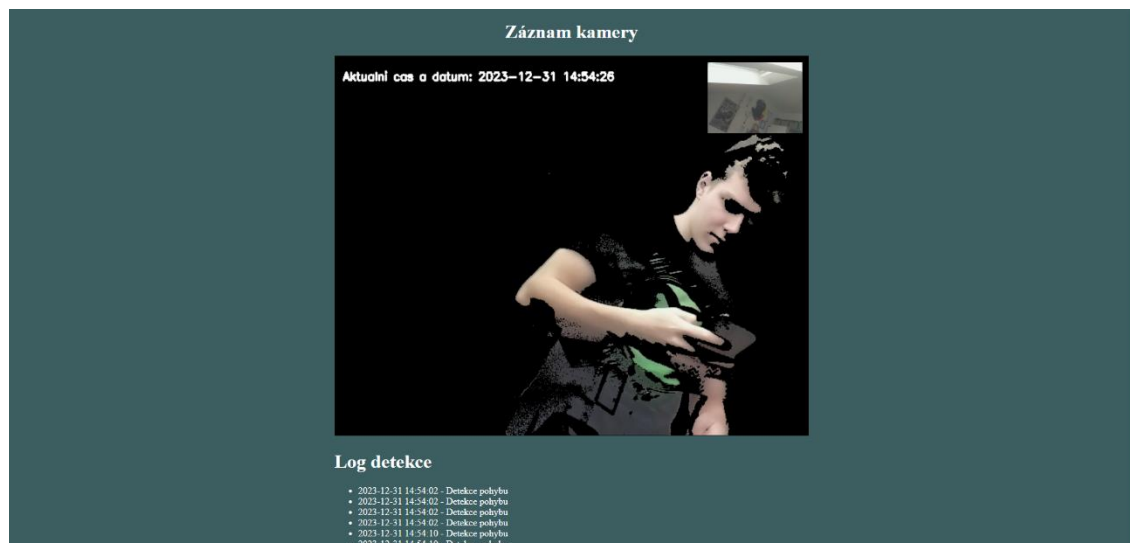 Záznam kamery
Aktualni cas a datum: 2023-12-31 14:54:26
Log detekce
2023-12-31 14:54:02 - Detekce pohybu
2023-12-31 14:54:02 - Detekce pohybu
2023-12-31 14:54:02 - Detekce pohybu
2023-12-31 14:54:02 - Detekce pohybu
2023-12-31 14:54:10 - Detekce pohybu